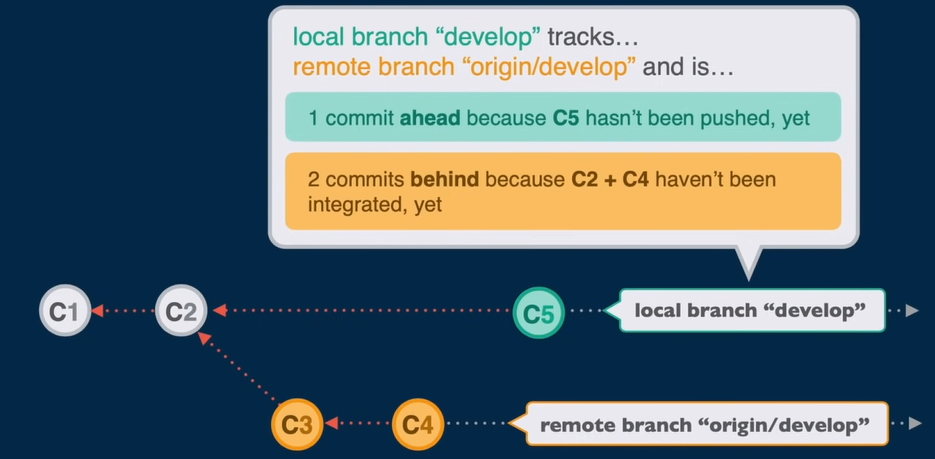 local branch “develop” tracks…
remote branch “origin/develop” and is…
1 commit ahead because C5 hasn’t been pushed, yet
2 commits behind because C2 + C4 haven’t been
integrated, yet
C1
C2
C5
local branch “develop”
C3
C4
remote branch “origin/develop”